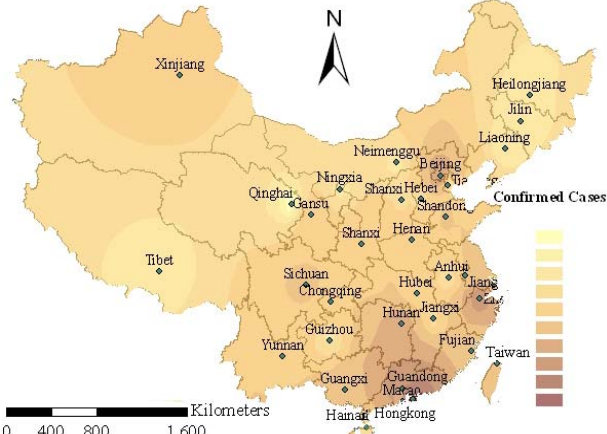 N
Xinjiang
Heilongjiang
Jilin
Liaoning
Neimenggu
Beijing
Ningxia
Shanxi Hebei
Qinghai
Gansu
Shandon
Confirmed Cases
Shanxi
Henan
Tibet
Anhui
Jiang
Sichuan
Chongqing
Hubei
Hunan
Jiangxi
Guizhou
Fujian
Yunnan
Taiwan
Guangxi
Guandong
Macao
Hainan
Hongkong
Kilometers
0 400 800 1,600